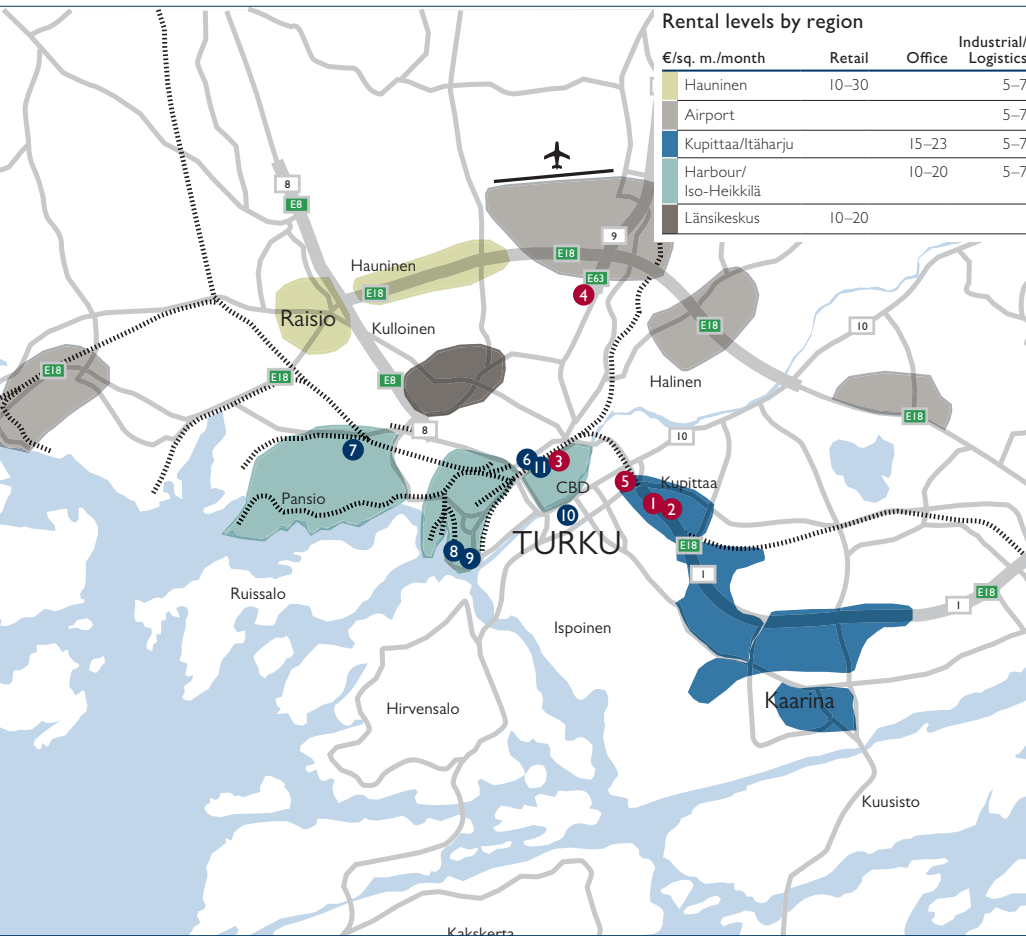 Rental levels by region
€/sq. m./month Retail Office Industrial/
Logistics
Hauninen 10–30 5–7
Airport 5–7
Kupittaa/Itäharju 15–23 5–7
Harbour/
Iso-Heikkilä 10–20 5–7
Länsikeskus 10–20
8
E8
9
E18
E63
4
Hauninen
E18
Raisio
Kulloinen
E18
10
E18
E18
E8
Halinen
E18
8
10
7
6
11
3
CBD
5
Kupittaa
1
2
Pansio
10
TURKU
E18
8
9
1
Ruissalo
E18
1
Ispoinen
Kaarina
Hirvensalo
Kuusisto
Kakskerta